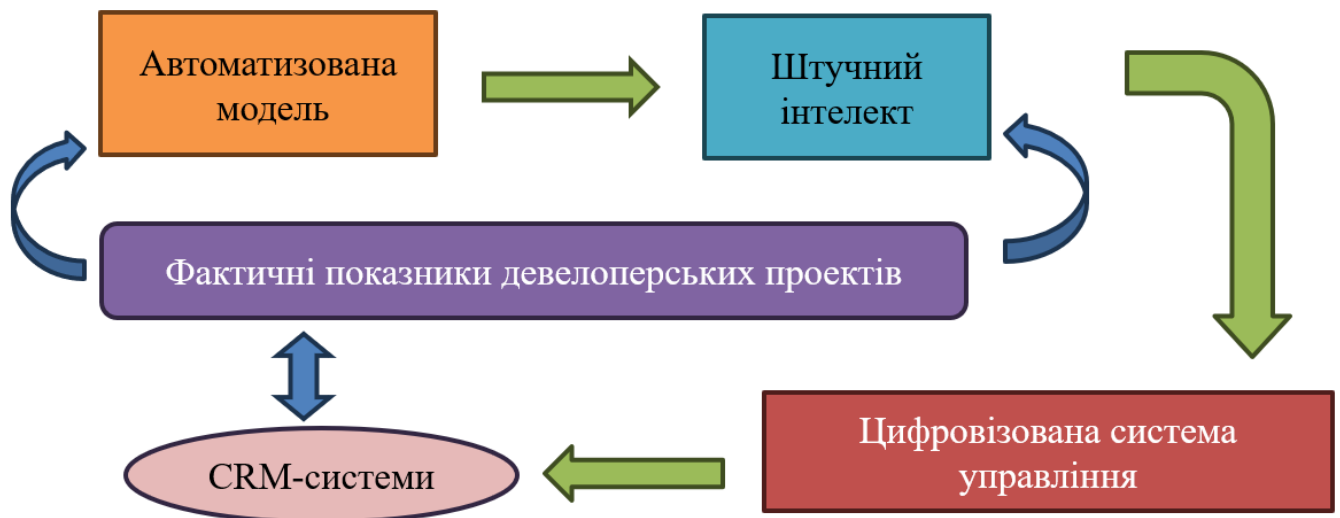 Автоматизована
модель
Штучний
інтелект
Фактичні показники девелоперських проектів
Цифровізована система
управління
CRM-системи